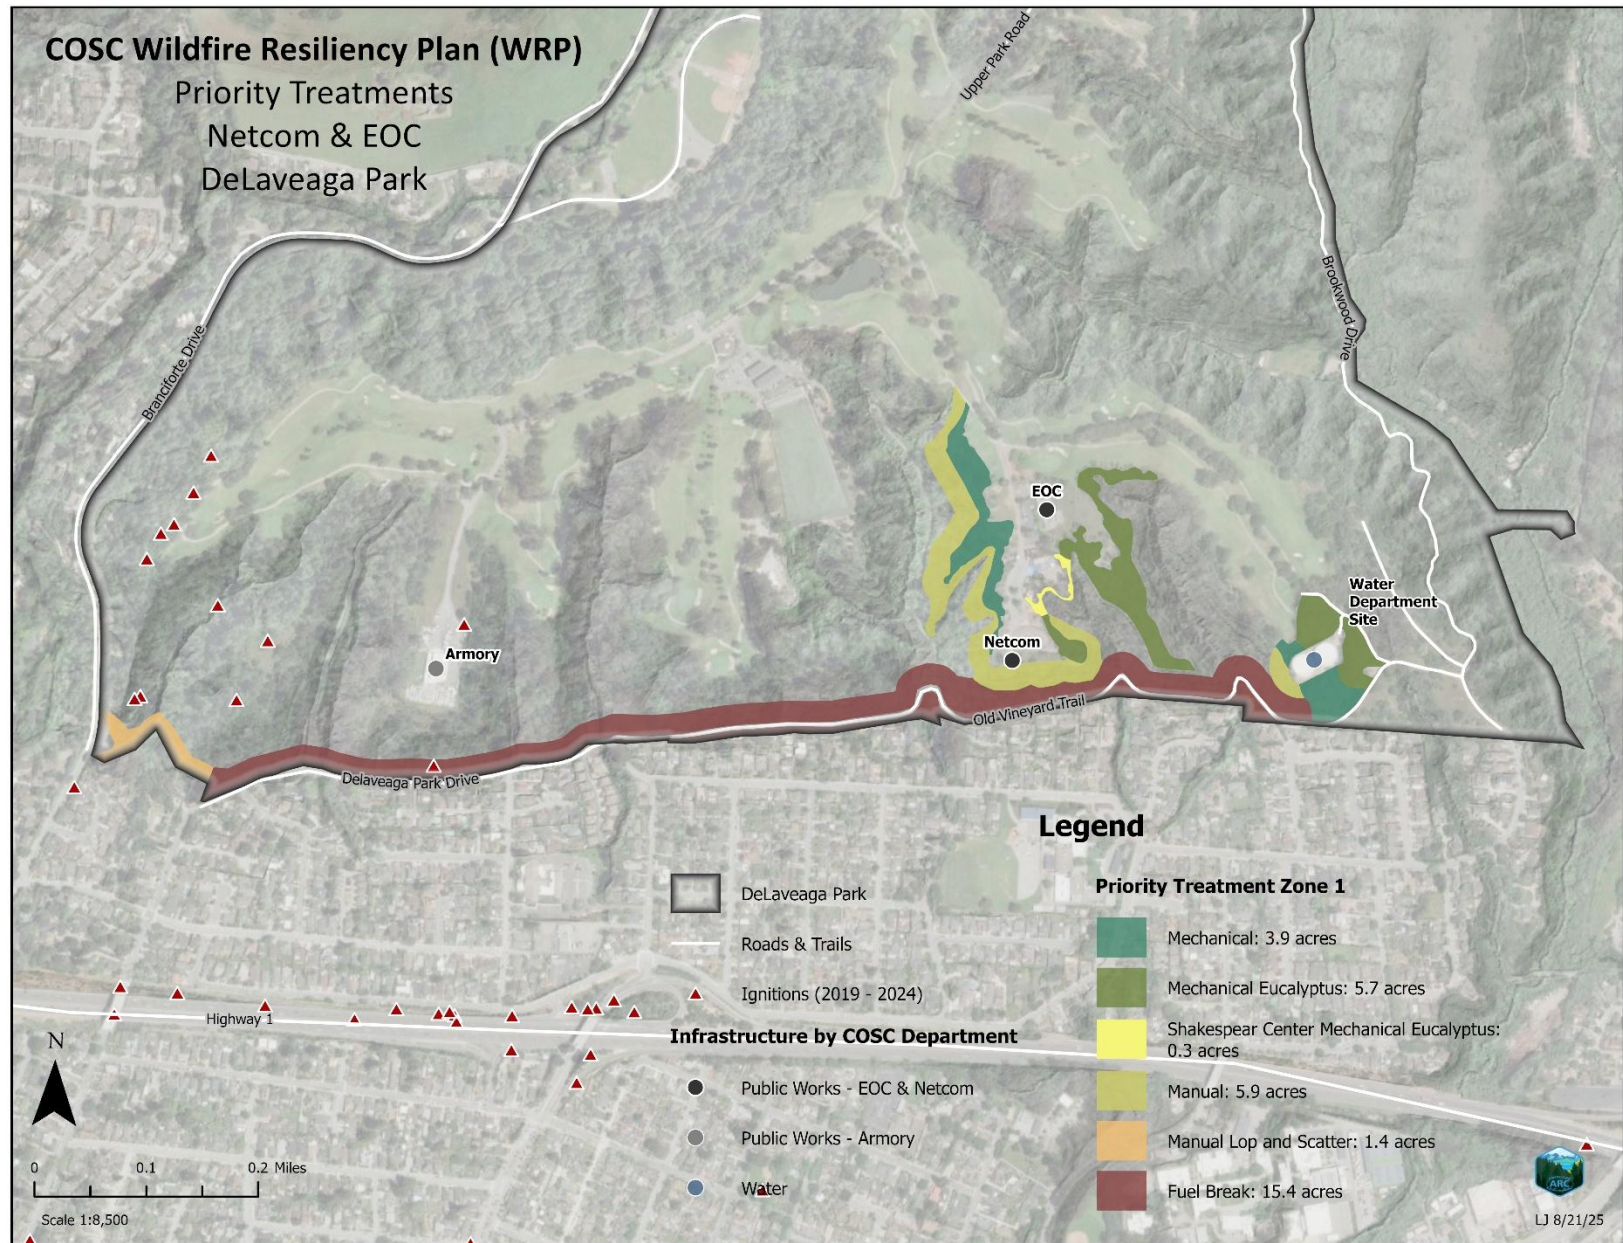 COSC Wildfire Resiliency Plan (WRP)
Priority Treatments
Netcom & EOC
DeLaveaga Park
Upper Park Road
Branciforte Drive
Brookwood Drive
EOC
Water
Department
Site
Netcom
Armory
Old Vineyard Trail
Delaveaga Park Drive
Highway 1
N
0 0.1 0.2 Miles
Scale 1:8,500
Legend
DeLaveaga Park
Roads & Trails
Ignitions (2019 - 2024)
Infrastructure by COSC Department
Public Works - EOC & Netcom
Public Works - Armory
Water
Priority Treatment Zone 1
Mechanical: 3.9 acres
Mechanical Eucalyptus: 5.7 acres
Shakespear Center Mechanical Eucalyptus:
0.3 acres
Manual: 5.9 acres
Manual Lop and Scatter: 1.4 acres
Fuel Break: 15.4 acres
ARC
LJ 8/21/25